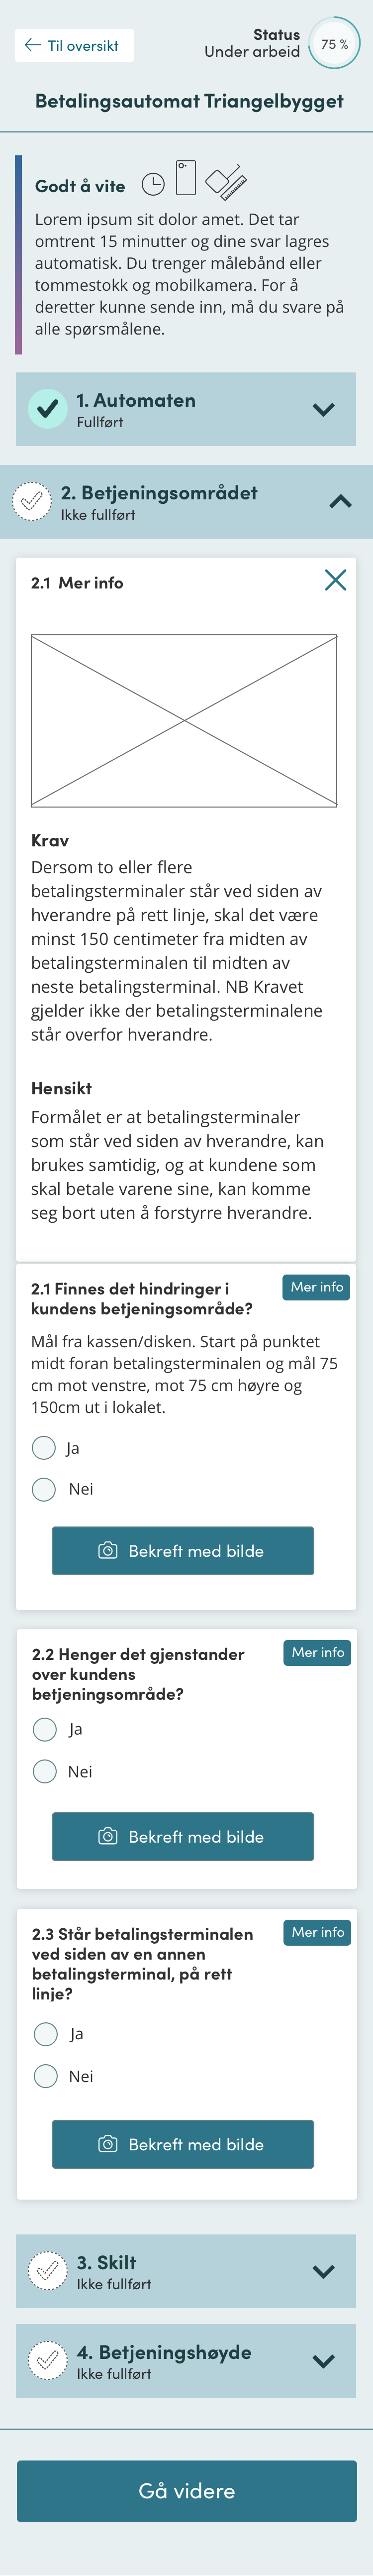 Til oversikt
Status
Under arbeid
75 %
Betalingsautomat Triangelbygget
Godt å vite
Lorem ipsum sit dolor amet. Det tar
omtrent 15 minutter og dine svar lagres
automatisk. Du trenger målebånd eller
tommestokk og mobilkamera. For å
deretter kunne sende inn, må du svare på
alle spørsmålene.
1. Automaten
Fullført
2. Betjeningsområdet
Ikke fullført
2.1 Mer info
Krav
Dersom to eller flere
betalingsterminaler står ved siden av
hverandre på rett linje, skal det være
minst 150 centimeter fra midten av
betalingsterminalen til midten av
neste betalingsterminal. NB Kravet
gjelder ikke der betalingsterminalene
står overfor hverandre.
Hensikt
Formålet er at betalingsterminaler
som står ved siden av hverandre, kan
brukes samtidig, og at kundene som
skal betale varene sine, kan komme
seg bort uten å forstyrre hverandre.
2.1 Finnes det hindringer i
kundens betjeningsområde?
Mer info
Mål fra kassen/disken. Start på punktet
midt foran betalingsterminalen og mål 75
cm mot venstre, mot 75 cm høyre og
150cm ut i lokalet.
Ja
Nei
Bekreft med bilde
2.2 Henger det gjenstander
over kundens
betjeningsområde?
Mer info
Ja
Nei
Bekreft med bilde
2.3 Står betalingsterminalen
ved siden av en annen
betalingsterminal, på rett
linje?
Mer info
Ja
Nei
Bekreft med bilde
3. Skilt
Ikke fullført
4. Betjeningshøyde
Ikke fullført
Gå videre